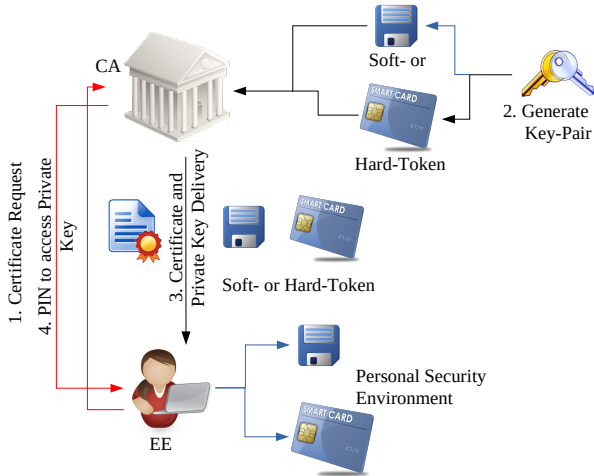 CA
Soft- or
SMART CARD
2. Generate
Key-Pair
Hard-Token
1. Certificate Request
4. PIN to access Private
Key
3. Certificate and
Private Key Delivery
SMART CARD
Soft- or Hard-Token
Personal Security
Environment
SMART CARD
EE